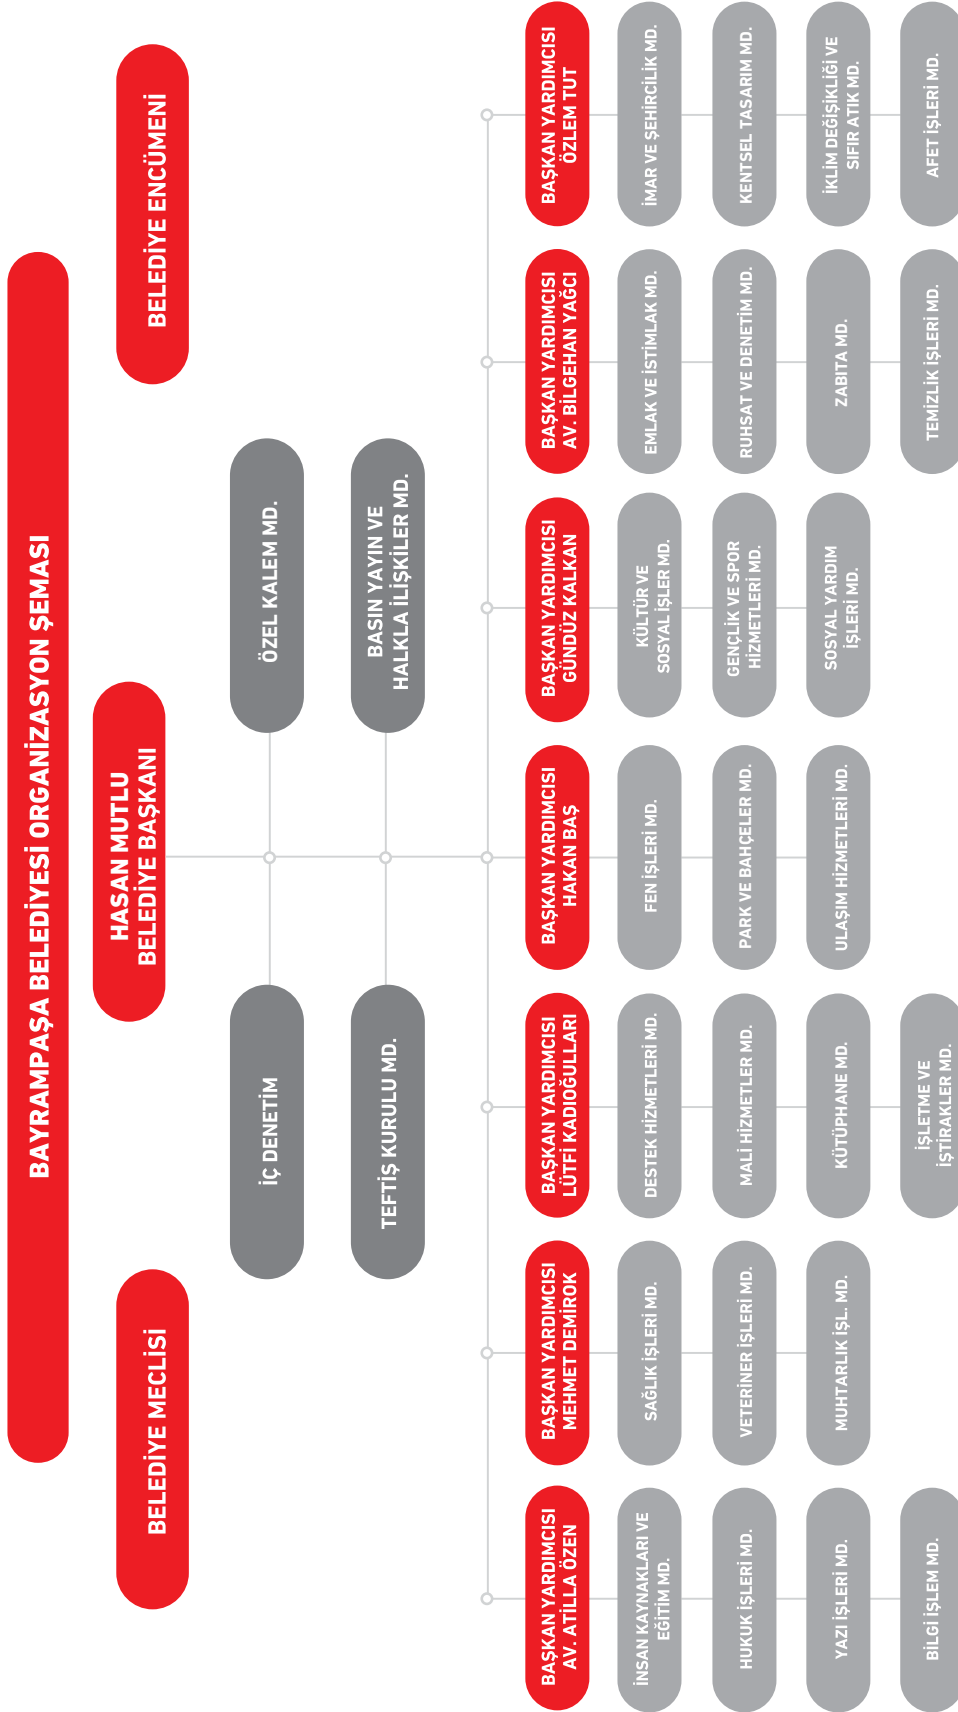 BAYRAMPAŞA BELEDİYESİ ORGANİZASYON ŞEMASI
BELEDİYE MECLİSİ
HASAN MUTLU
BELEDİYE BAŞKANI
BELEDİYE ENCÜMENİ
İÇ DENETİM
ÖZEL KALEM MD.
TEFTİŞ KURULU MD.
BASIN YAYIN VE
HALKLA İLİŞKİLER MD.
BAŞKAN YARDIMCISI
AV. ATİLLA ÖZEN
İNSAN KAYNAKLARI VE
EĞİTİM MD.
HUKUK İŞLERİ MD.
YAZI İŞLERİ MD.
BİLGİ İŞLEM MD.
BAŞKAN YARDIMCISI
MEHMET DEMİROK
SAĞLIK İŞLERİ MD.
VETERİNER İŞLERİ MD.
MUHTARLIK İŞL. MD.
BAŞKAN YARDIMCISI
LÜTFİ KADIOĞULLARI
DESTEK HİZMETLERİ MD.
MALİ HİZMETLER MD.
KÜTÜPHANE MD.
İŞLETME VE
İŞTİRAKLER MD.
BAŞKAN YARDIMCISI
HAKAN BAŞ
FEN İŞLERİ MD.
PARK VE BAHÇELER MD.
ULAŞIM HİZMETLERİ MD.
BAŞKAN YARDIMCISI
GÜNDÜZ KALKAN
KÜLTÜR VE
SOSYAL İŞLER MD.
GENÇLİK VE SPOR
HİZMETLERİ MD.
SOSYAL YARDIM
İŞLERİ MD.
BAŞKAN YARDIMCISI
AV. BİLGEHAN YAĞCI
EMLAK VE İSTİMLAK MD.
RUHSAT VE DENETİM MD.
ZABITA MD.
TEMİZLİK İŞLERİ MD.
BAŞKAN YARDIMCISI
ÖZLEM TUT
İMAR VE ŞEHİRCİLİK MD.
KENTSEL TASARIM MD.
İKLİM DEĞİŞİKLİĞİ VE
SIFIR ATIK MD.
AFET İŞLERİ MD.